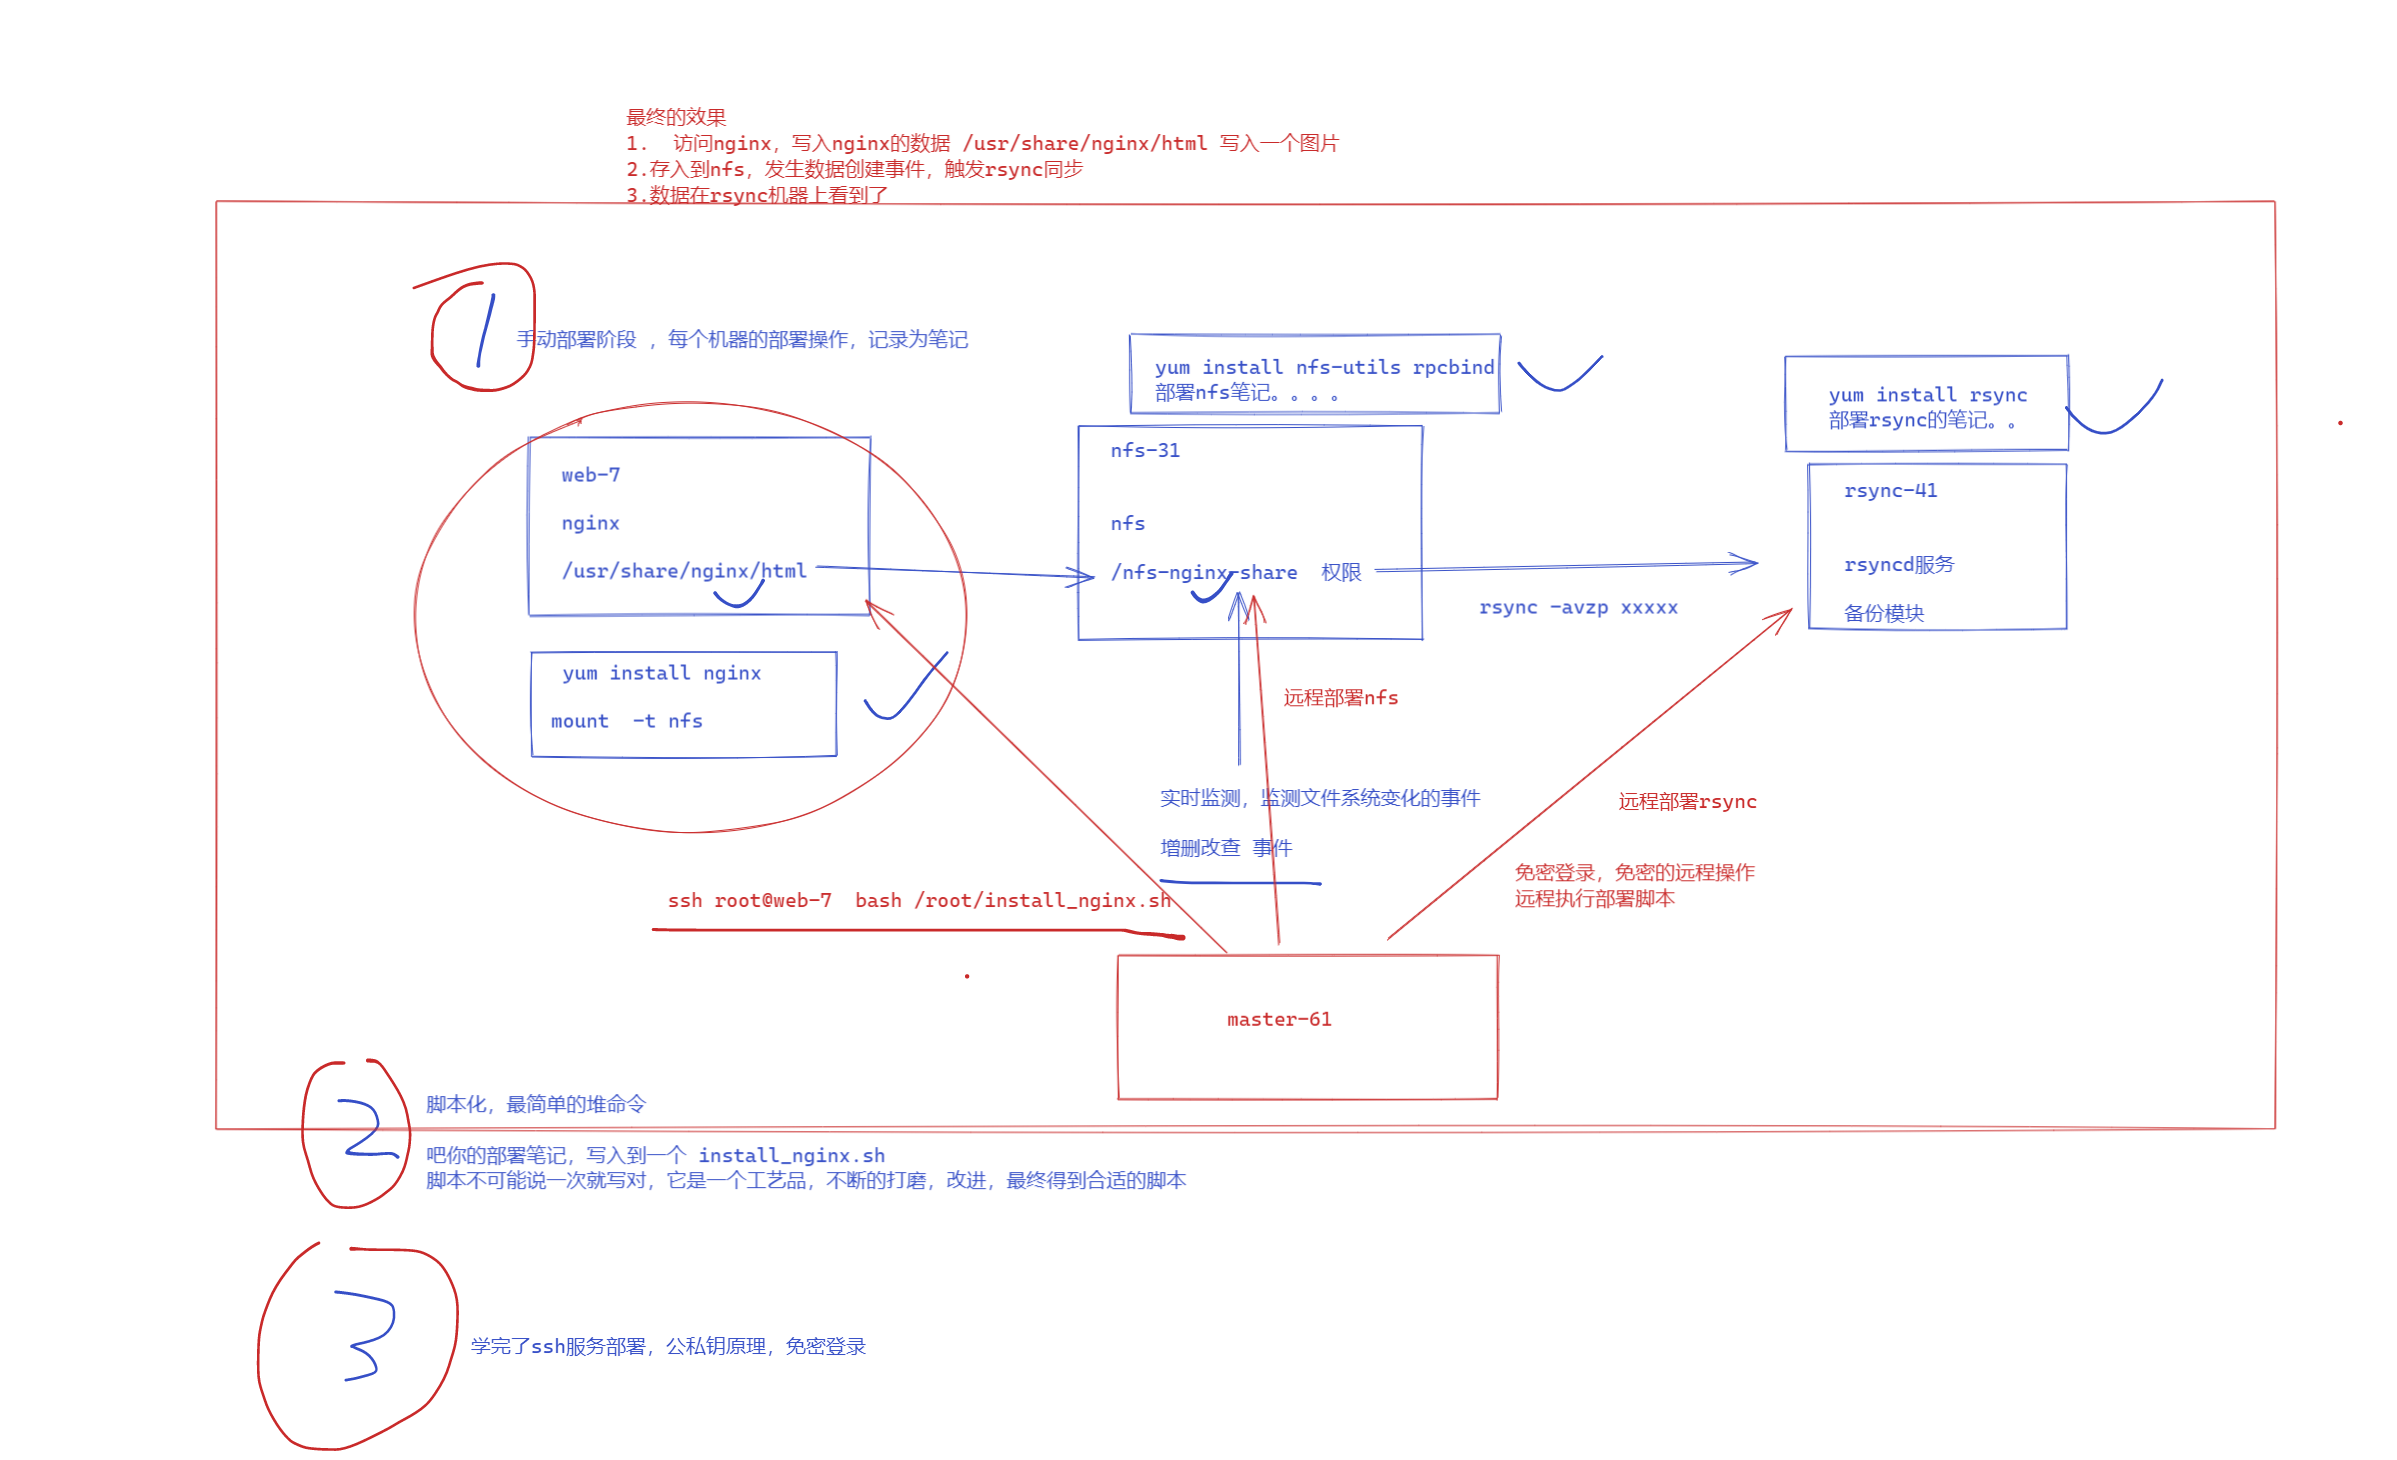 最终的效果
1.  访问nginx，写入nginx的数据 /usr/share/nginx/html 写入一个图片
2.存入到nfs，发生数据创建事件，触发rsync同步
3.数据在rsync机器上看到了
1
手动部署阶段 ，每个机器的部署操作，记录为笔记
yum install nfs-utils rpcbind
部署nfs笔记。。。。
yum install rsync
部署rsync的笔记。。
web-7
nginx
/usr/share/nginx/html
nfs-31
nfs
/nfs-nginx-share  权限
rsync -avzp xxxxx
rsync-41
rsyncd服务
备份模块
yum install nginx
mount  -t nfs
远程部署nfs
实时监测，监测文件系统变化的事件
增删改查 事件
远程部署rsync
免密登录，免密的远程操作
远程执行部署脚本
ssh root@web-7  bash /root/install_nginx.sh
master-61
2
脚本化，最简单的堆命令
吧你的部署笔记，写入到一个 install_nginx.sh
脚本不可能说一次就写对，它是一个工艺品，不断的打磨，改进，最终得到合适的脚本
3
学完了ssh服务部署，公私钥原理，免密登录